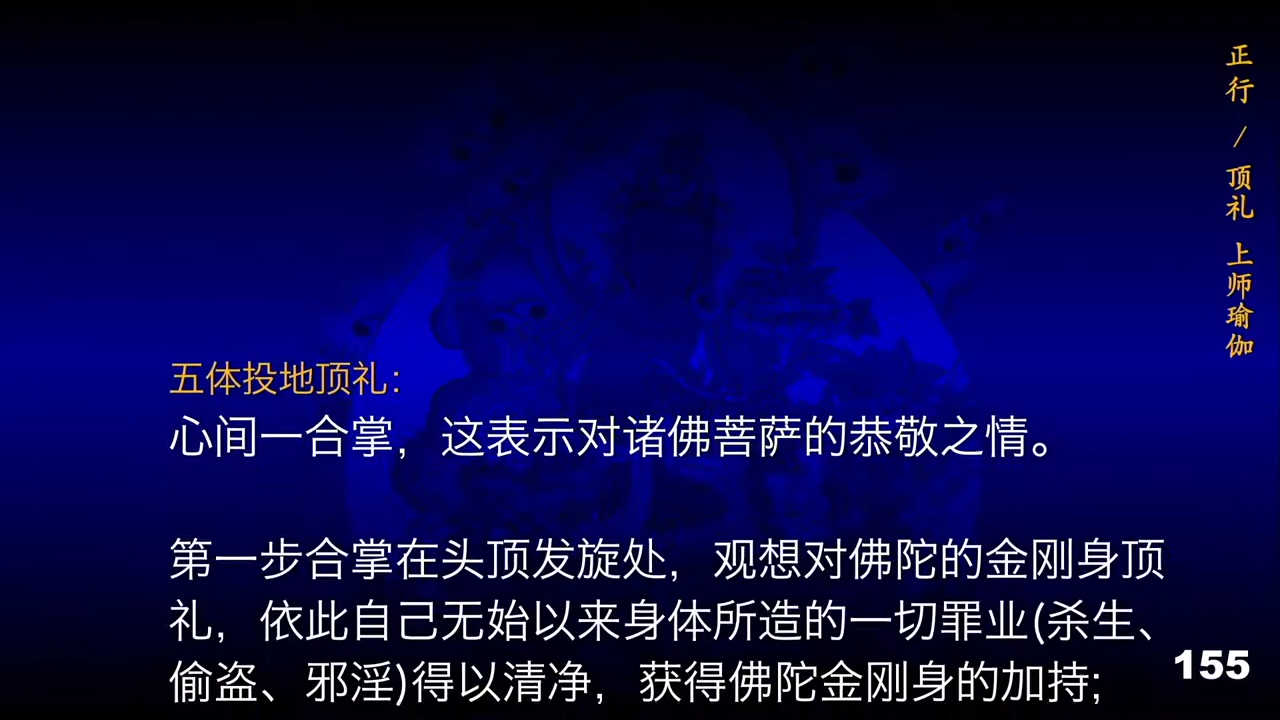 正行 / 顶礼 上师瑜伽
五体投地顶礼：
心间一合掌，这表示对诸佛菩萨的恭敬之情。
第一步合掌在头顶发旋处，观想对佛陀的金刚身顶
礼，依此自己无始以来身体所造的一切罪业(杀生、
偷盗、邪淫)得以清净，获得佛陀金刚身的加持;
155